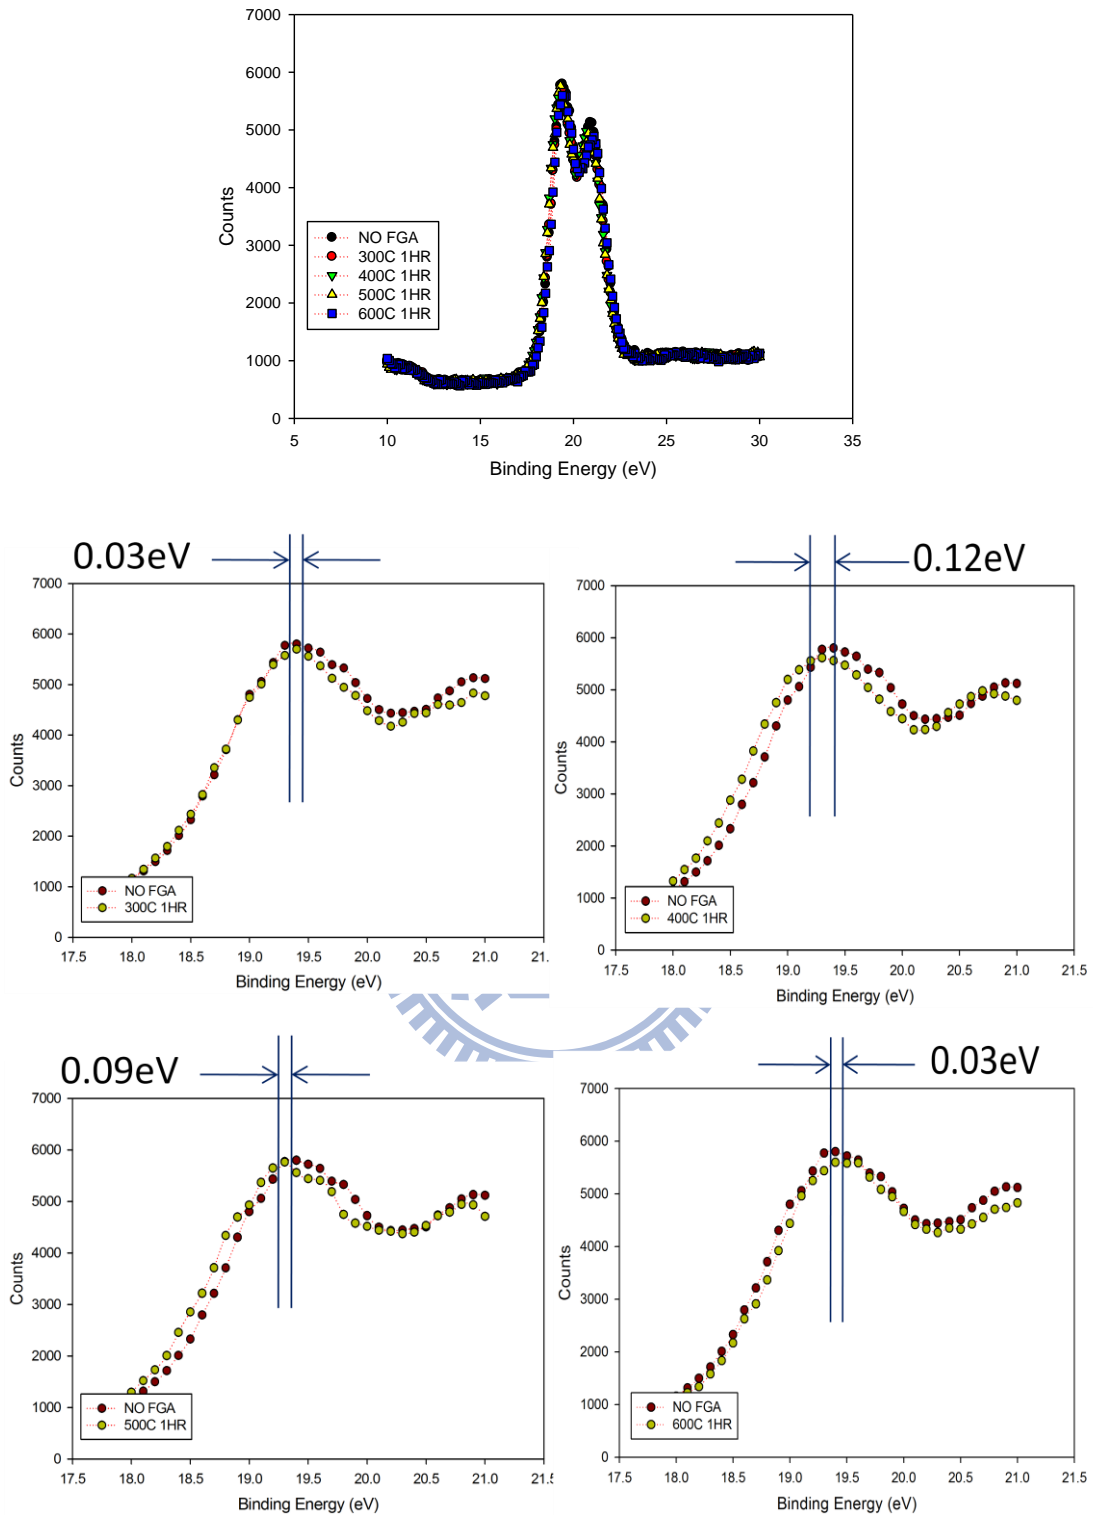 7000
6000
5000
4000
3000
2000
1000
0
Counts
NO FGA
300C 1HR
400C 1HR
500C 1HR
600C 1HR
5 10 15 20 25 30 35
Binding Energy (eV)
0.03eV
7000
6000
5000
4000
3000
2000
1000
0
Counts
NO FGA
300C 1HR
17.5 18.0 18.5 19.0 19.5 20.0 20.5 21.0 21.
Binding Energy (eV)
0.12eV
7000
6000
5000
4000
3000
2000
1000
0
Counts
NO FGA
400C 1HR
17.5 18.0 18.5 19.0 19.5 20.0 20.5 21.0 21.5
Binding Energy (eV)
0.09eV
7000
6000
5000
4000
3000
2000
1000
0
Counts
NO FGA
500C 1HR
17.5 18.0 18.5 19.0 19.5 20.0 20.5 21.0 21.5
Binding Energy (eV)
0.03eV
7000
6000
5000
4000
3000
2000
1000
0
Counts
NO FGA
600C 1HR
17.5 18.0 18.5 19.0 19.5 20.0 20.5 21.0 21.5
Binding Energy (eV)